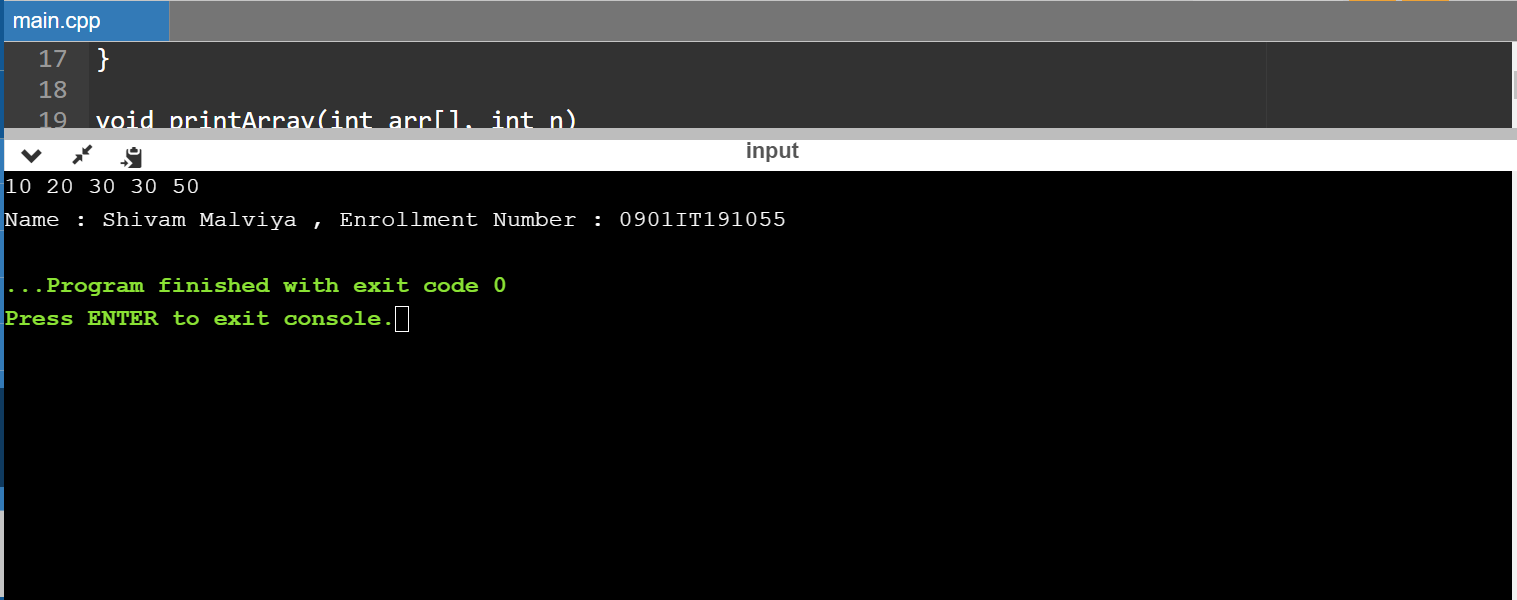 main.cpp
17 }
18
19 void printArray(int arr[], int n)
input
10 20 30 30 50
Name : Shivam Malviya , Enrollment Number : 0901IT191055
...Program finished with exit code 0
Press ENTER to exit console.